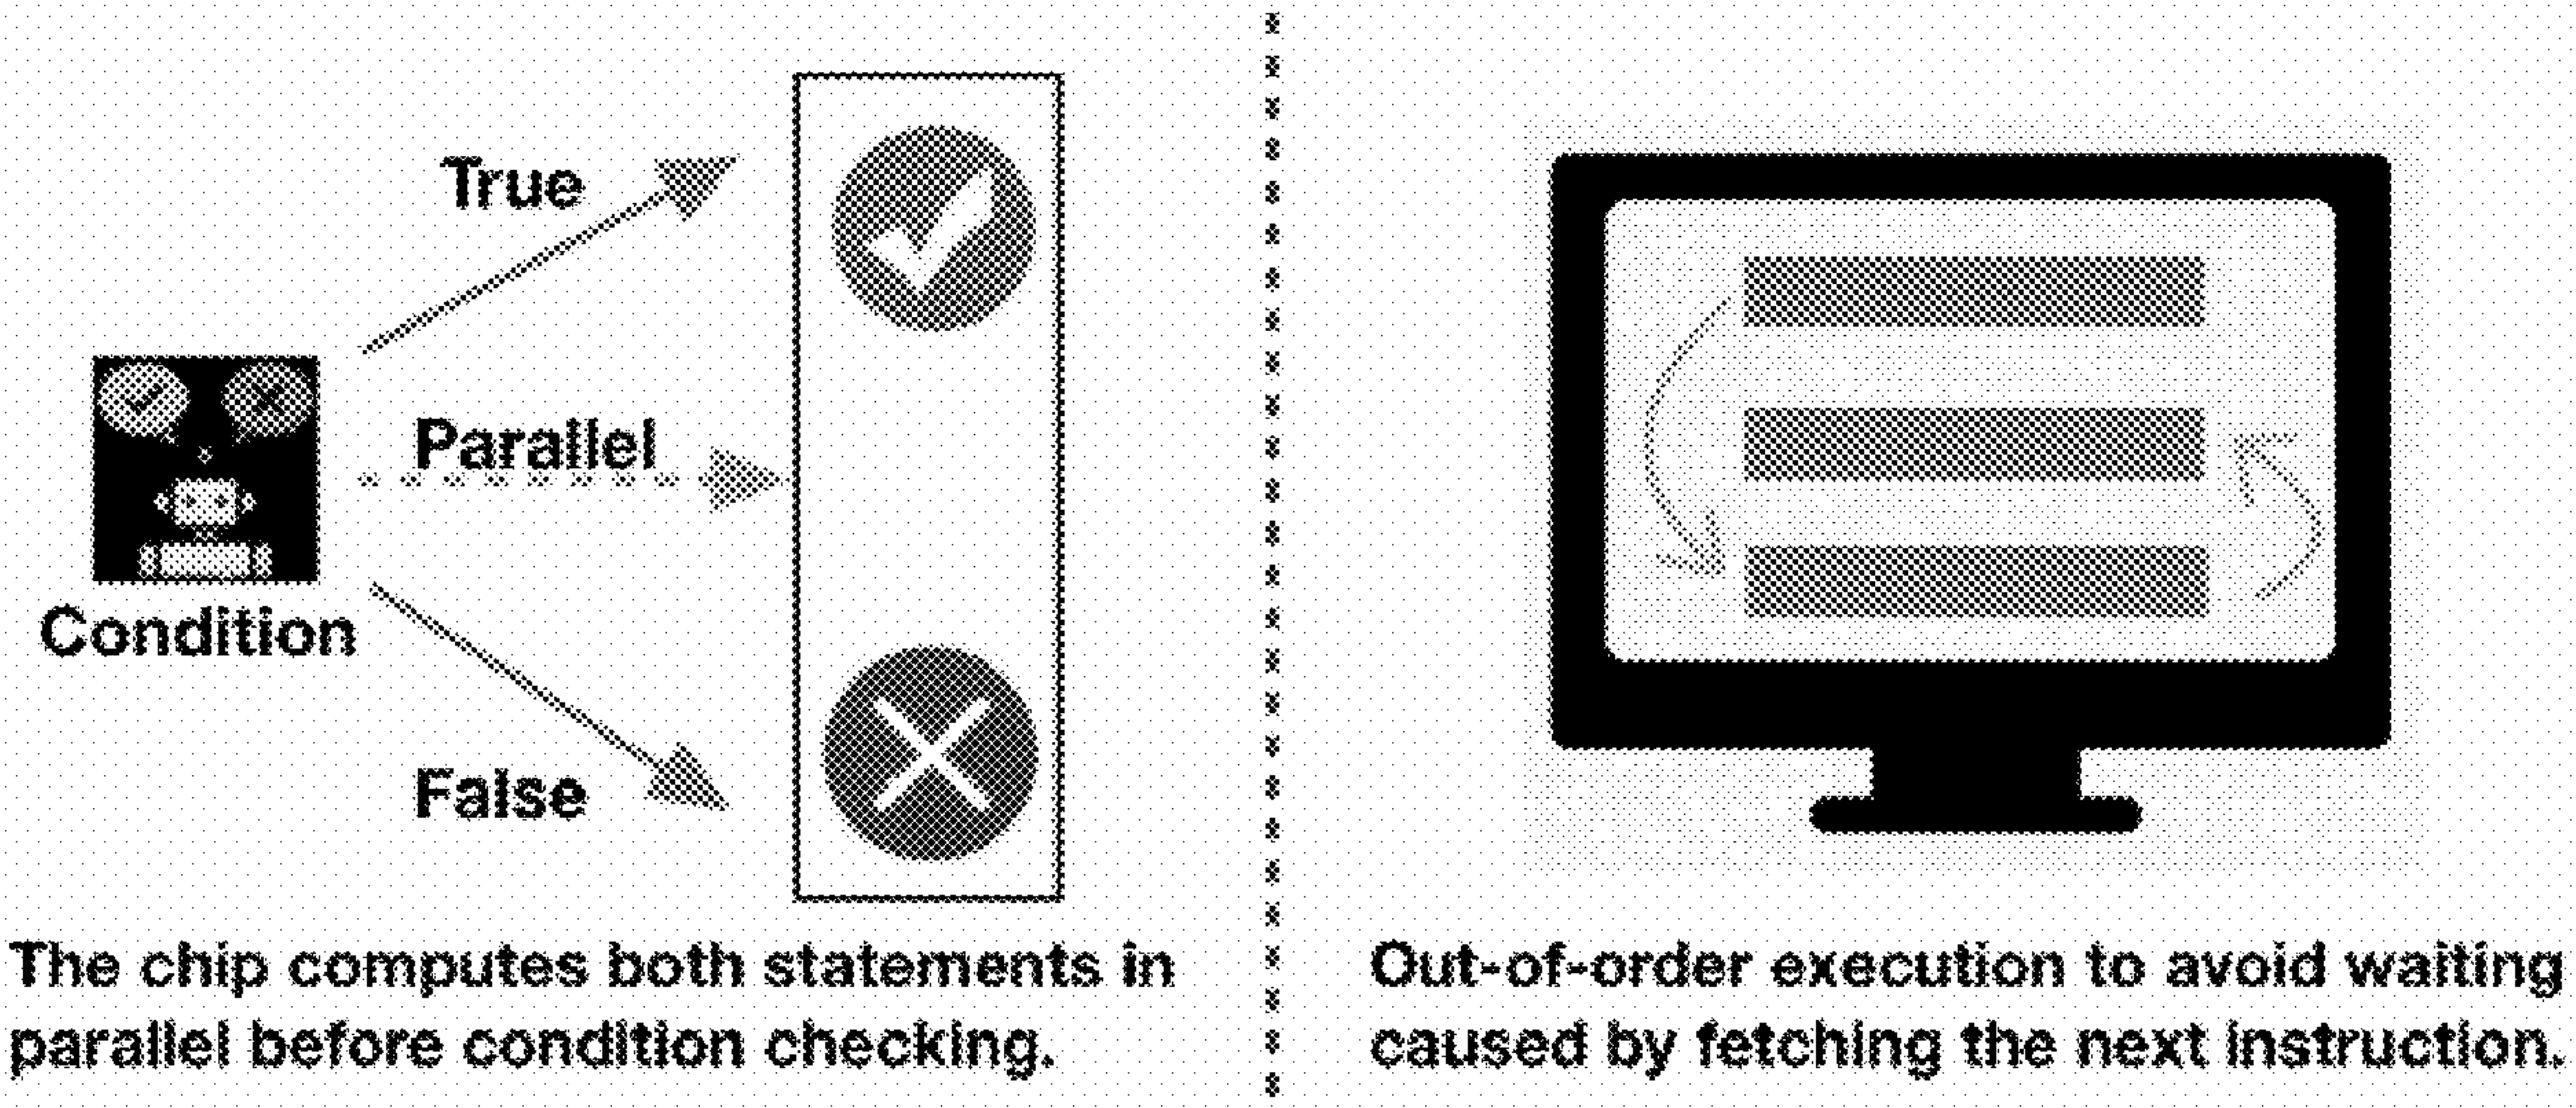 True
Parallel
Condition
False
The chip computes both statements in
parallel before condition checking.
Out-of-order execution to avoid waiting
caused by fetching the next instruction.